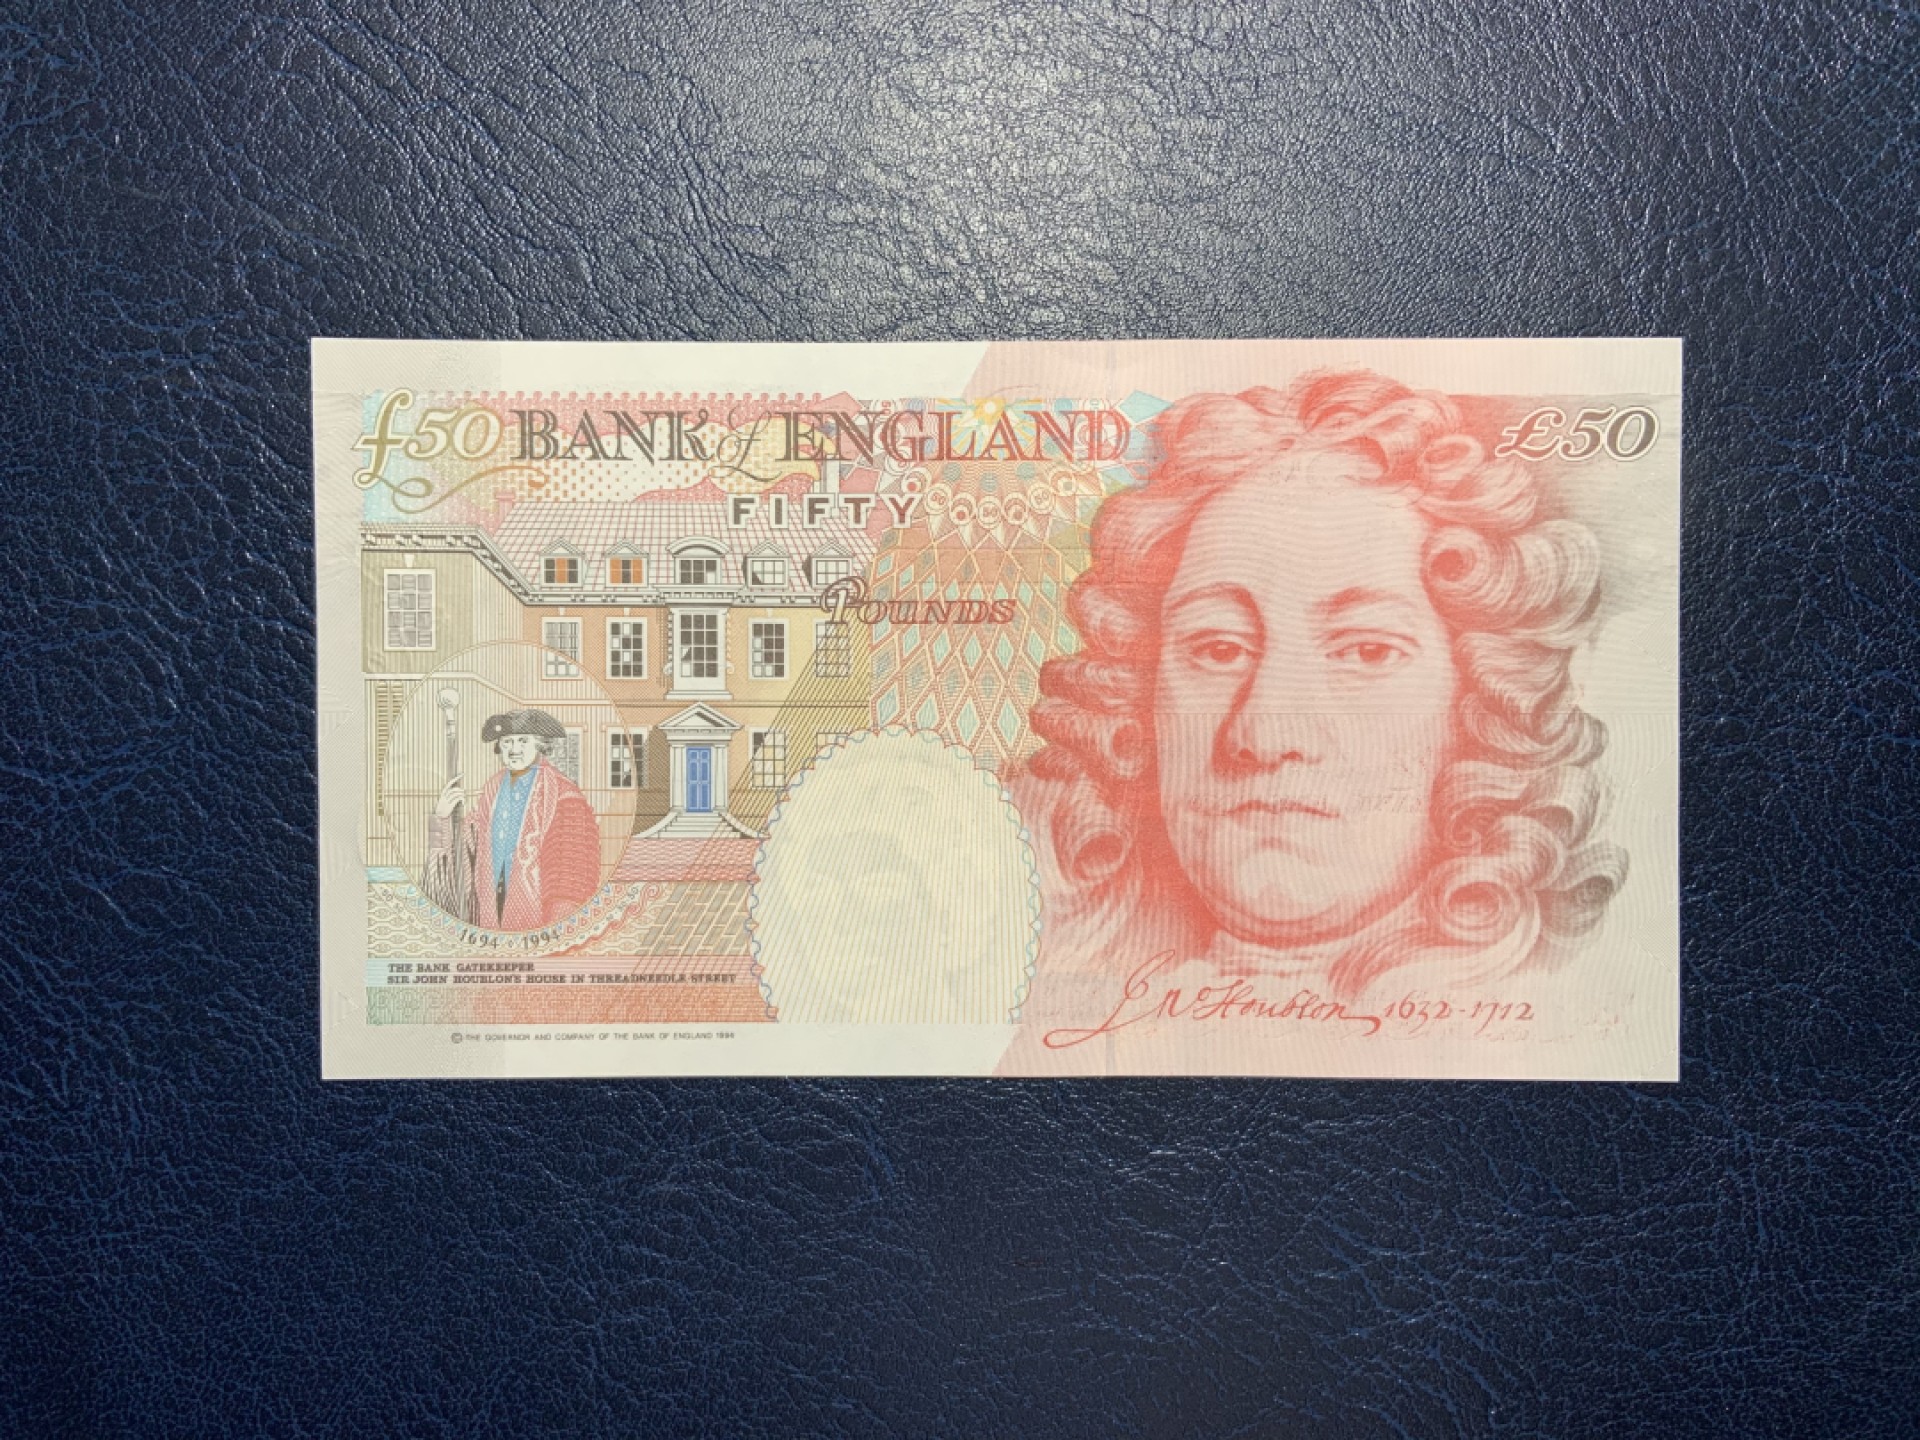 £50 BANK of ENGLAND £50
FIFTY
POUNDS
1694 1994
THE BANK GATEKEEPER
SIR JOHN HOUBLON'S HOUSE IN THREADNEEDLE STREET
© THE GOVERNOR AND COMPANY OF THE BANK OF ENGLAND 1994
Jn° Houblon 1632-1712